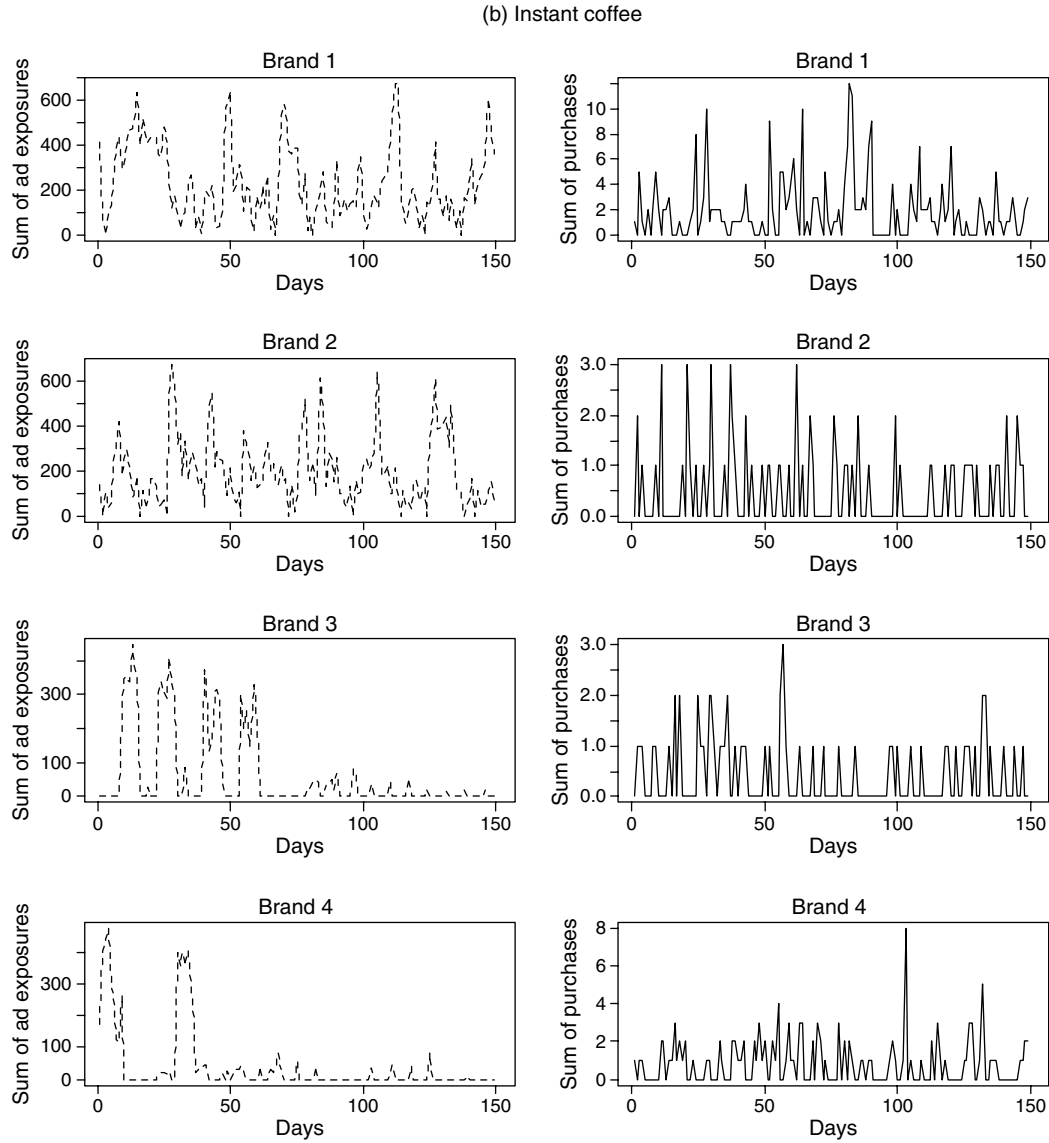 (b) Instant coffee
Brand 1
Sum of ad exposures
600
400
200
0
0 50 100 150
Days
Brand 1
Sum of purchases
10
8
6
4
2
0
0 50 100 150
Days
Brand 2
Sum of ad exposures
600
400
200
0
0 50 100 150
Days
Brand 2
Sum of purchases
3.0
2.0
1.0
0.0
0 50 100 150
Days
Brand 3
Sum of ad exposures
300
100
0
0 50 100 150
Days
Brand 3
Sum of purchases
3.0
2.0
1.0
0.0
0 50 100 150
Days
Brand 4
Sum of ad exposures
300
100
0
0 50 100 150
Days
Brand 4
Sum of purchases
8
6
4
2
0
0 50 100 150
Days